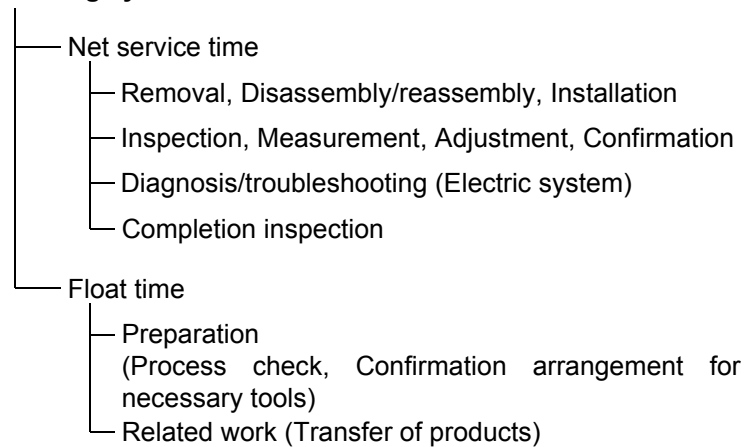 Net service time
Removal, Disassembly/reassembly, Installation
Inspection, Measurement, Adjustment, Confirmation
Diagnosis/troubleshooting (Electric system)
Completion inspection
Float time
Preparation
(Process check, Confirmation arrangement for
necessary tools)
Related work (Transfer of products)